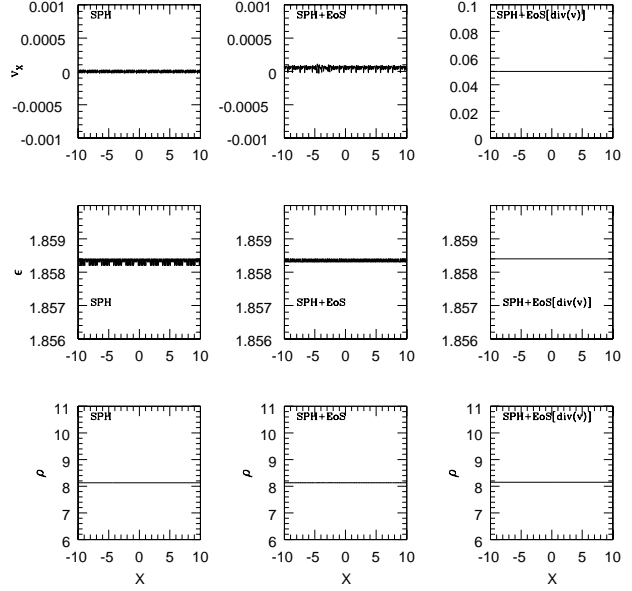 SPH
SPH+EoS
SPH+EoS[div(v)]
0.001
0.0005
0
-0.0005
-0.001
0.001
0.0005
0
-0.0005
-0.001
0.1
0.08
0.06
0.04
0.02
0
v_x
-10 -5 0 5 10
-10 -5 0 5 10
-10 -5 0 5 10
X
X
X
1.859
1.858
1.857
1.856
1.859
1.858
1.857
1.856
1.859
1.858
1.857
1.856
ϵ
SPH
SPH+EoS
SPH+EoS[div(v)]
-10 -5 0 5 10
-10 -5 0 5 10
-10 -5 0 5 10
SPH
SPH+EoS
SPH+EoS[div(v)]
11
10
9
8
7
6
11
10
9
8
7
6
11
10
9
8
7
6
ρ
ρ
ρ
-10 -5 0 5 10
-10 -5 0 5 10
-10 -5 0 5 10
X
X
X